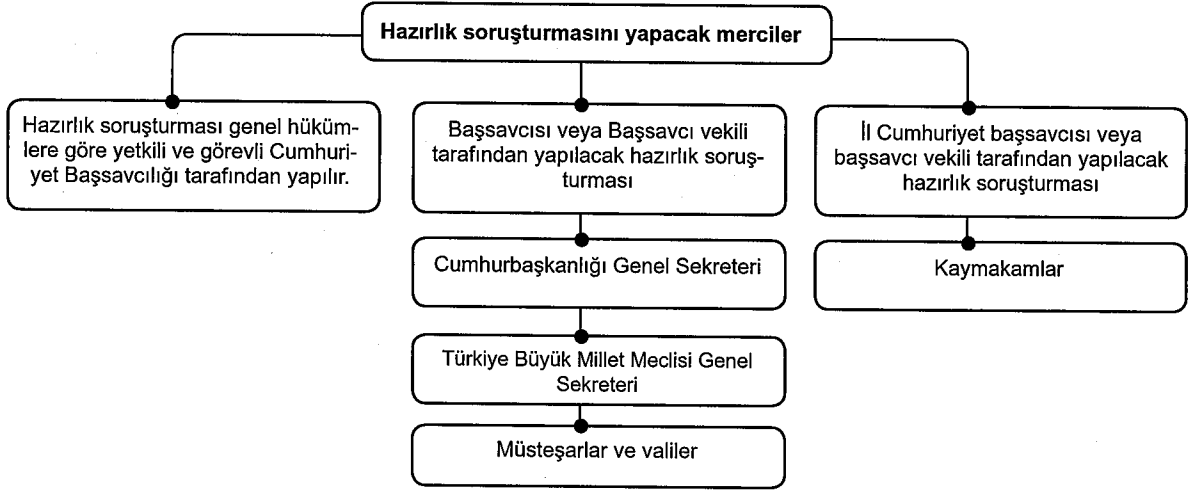 Hazırlık soruşturmasını yapacak merciler
Hazırlık soruşturması genel hüküm-
lere göre yetkili ve görevli Cumhuri-
yet Başsavcılığı tarafından yapılır.
Başsavcısı veya Başsavcı vekili
tarafından yapılacak hazırlık soruş-
turması
Cumhurbaşkanlığı Genel Sekreteri
Türkiye Büyük Millet Meclisi Genel
Sekreteri
Müsteşarlar ve valiler
İl Cumhuriyet başsavcısı veya
başsavcı vekili tarafından yapılacak
hazırlık soruşturması
Kaymakamlar